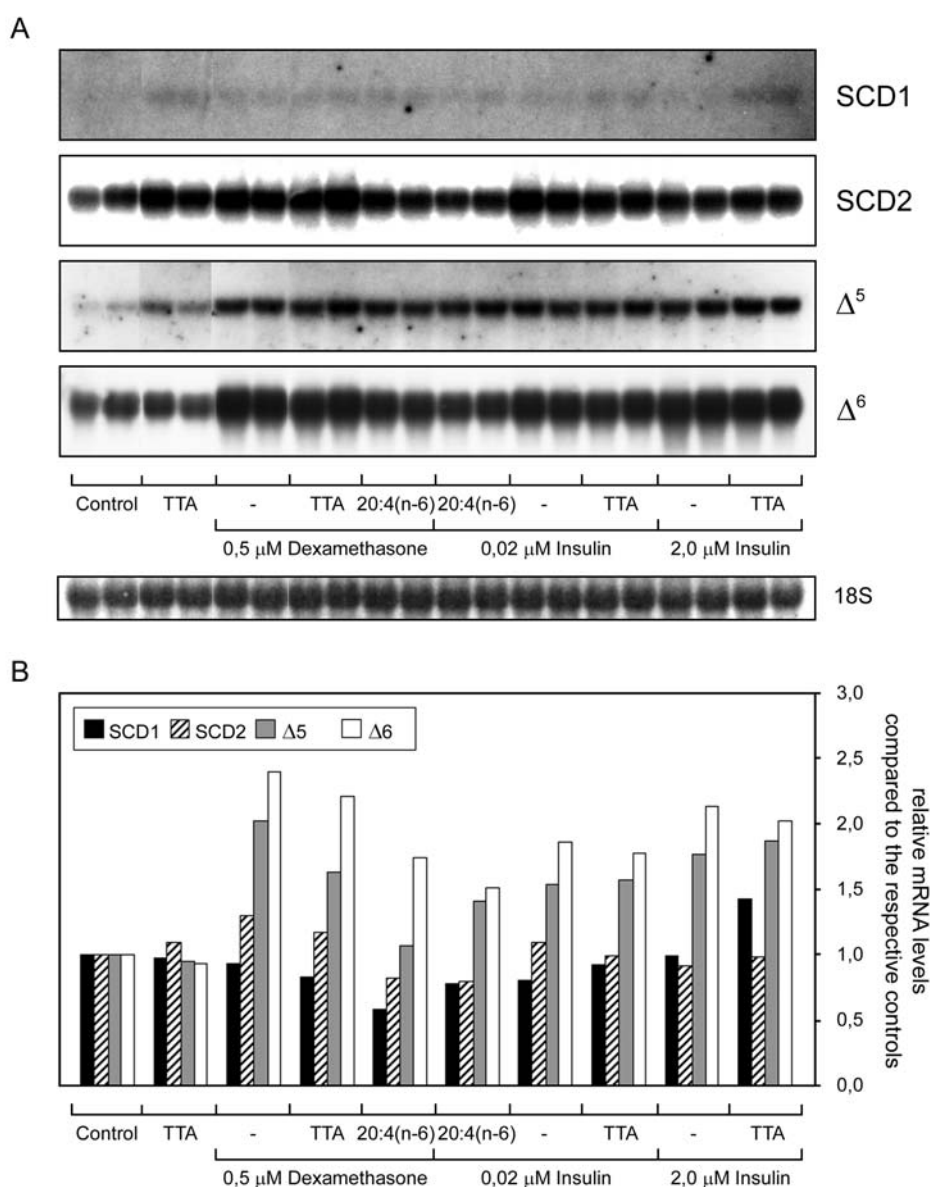 A
SCD1
SCD2
Δ⁵
Δ⁶
Control TTA - TTA 20:4(n-6) 20:4(n-6) - TTA - TTA
0,5 μM Dexamethasone 0,02 μM Insulin 2,0 μM Insulin
18S
B
SCD1 SCD2 Δ5 Δ6
3,0
2,5
2,0
1,5
1,0
0,5
0,0
relative mRNA levels
compared to the respective controls
Control TTA - TTA 20:4(n-6) 20:4(n-6) - TTA - TTA
0,5 μM Dexamethasone 0,02 μM Insulin 2,0 μM Insulin